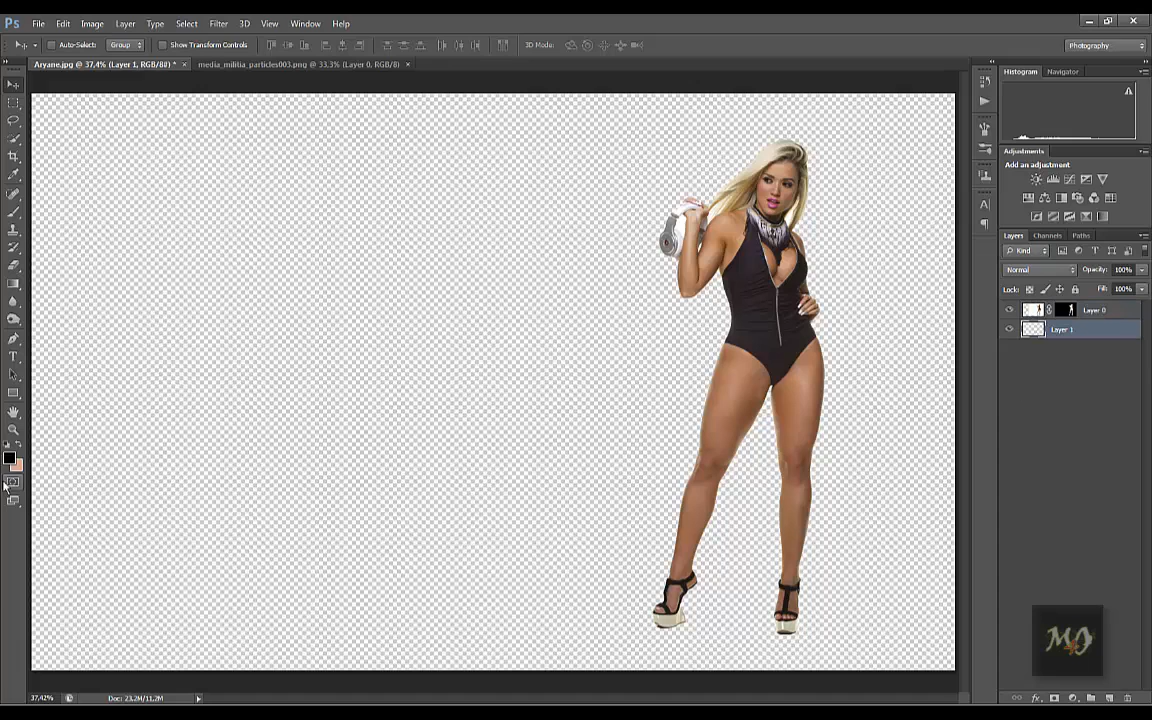 Ps File Edit Image Layer Type Select Filter 3D View Window Help
Auto-Select: Group Show Transform Controls 3D Mode: Photography
Aryane.jpg @ 37,4% (Layer 1, RGB/8#) * × media_militia_particles003.png @ 33,3% (Layer 0, RGB/8) ×
Histogram Navigator
Adjustments
Add an adjustment
Layers Channels Paths
Kind
Normal Opacity: 100%
Lock: Fill: 100%
Layer 0
Layer 1
MO
37,42% Doc: 23,2M/11,2M